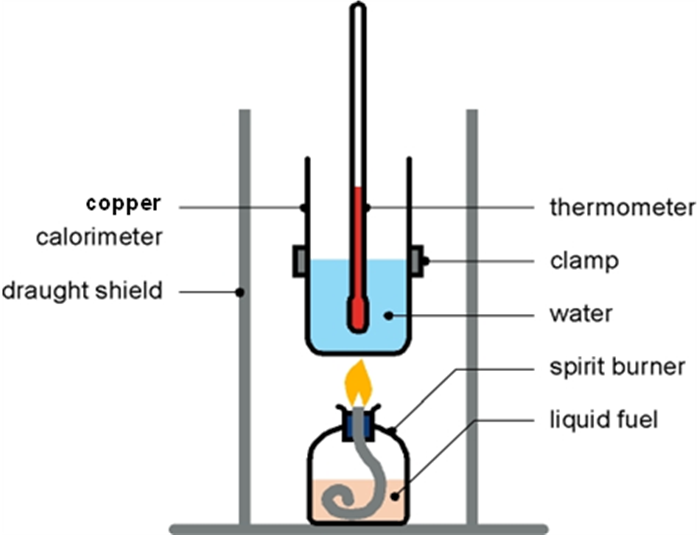 copper
calorimeter
draught shield
thermometer
clamp
water
spirit burner
liquid fuel